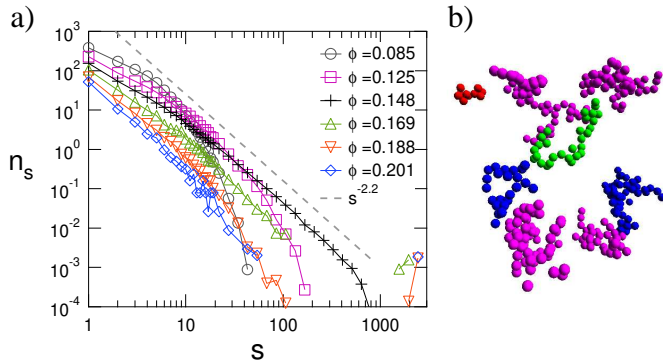 a)
b)
10^3
10^2
10^1
10^0
10^-1
10^-2
10^-3
10^-4
n_s
1
10
100
1000
s
ϕ =0.085
ϕ =0.125
ϕ =0.148
ϕ =0.169
ϕ =0.188
ϕ =0.201
s^-2.2